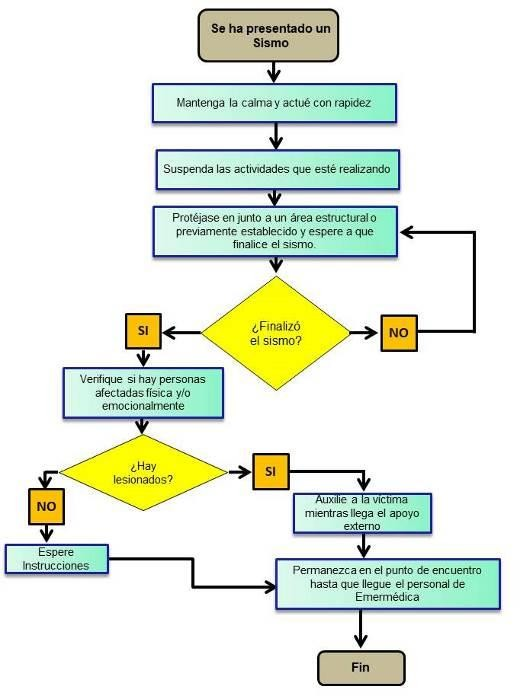 Se ha presentado un
Sismo
Mantenga la calma y actué con rapidez
Suspenda las actividades que esté realizando
Protéjase en junto a un área estructural o
previamente establecido y espere a que
finalice el sismo.
¿Finalizó
el sismo?
SI
NO
Verifique si hay personas
afectadas física y/o
emocionalmente
¿Hay
lesionados?
SI
NO
Auxilie a la víctima
mientras llega el apoyo
externo
Espere
Instrucciones
Permanezca en el punto de encuentro
hasta que llegue el personal de
Emermédica
Fin